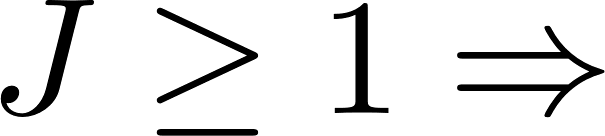 J ≥ 1 ⇒